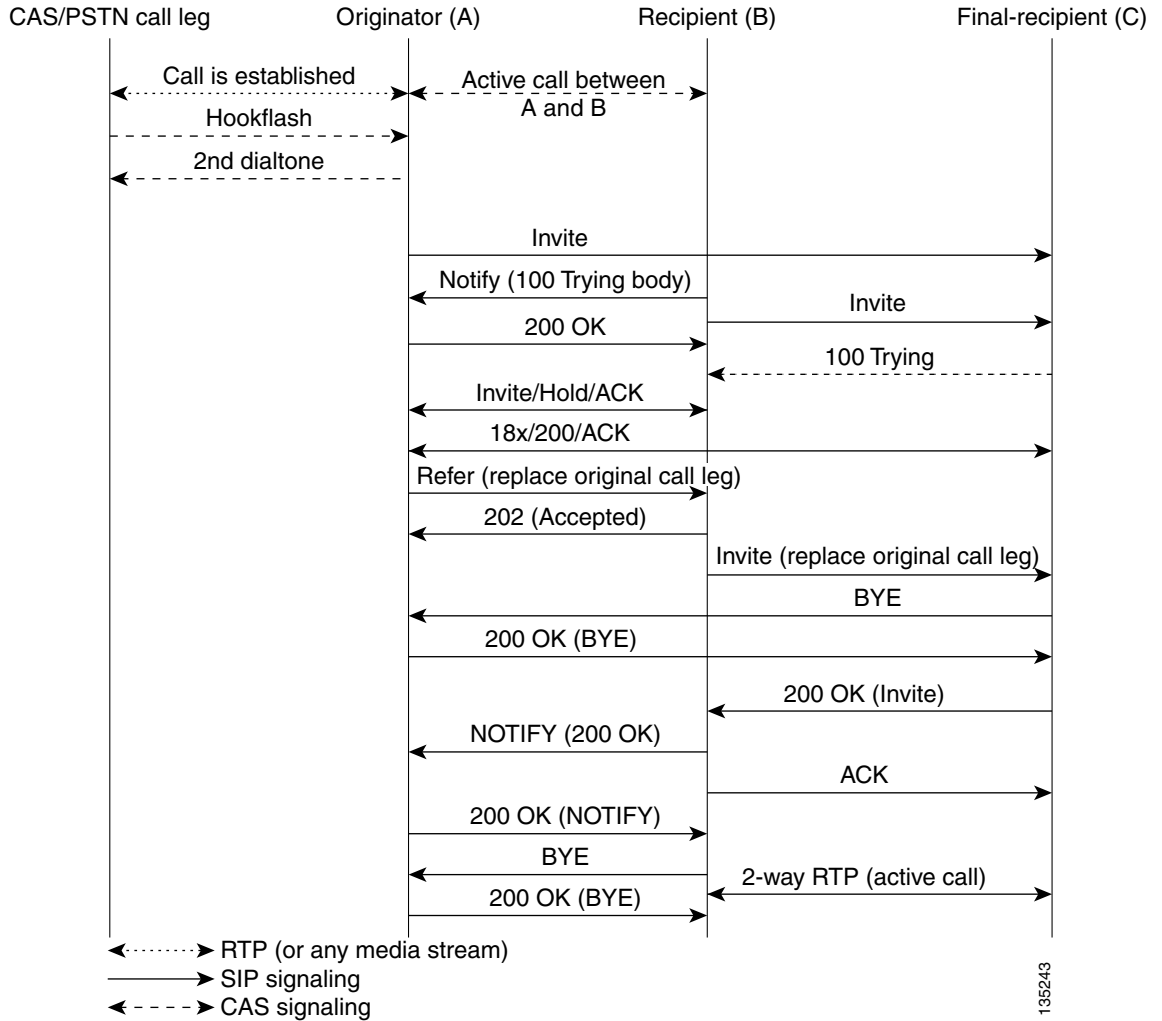 CAS/PSTN call leg
Originator (A)
Recipient (B)
Final-recipient (C)
Call is established
Active call between
A and B
Hookflash
2nd dialtone
Invite
Notify (100 Trying body)
Invite
200 OK
100 Trying
Invite/Hold/ACK
18x/200/ACK
Refer (replace original call leg)
202 (Accepted)
Invite (replace original call leg)
BYE
200 OK (BYE)
200 OK (Invite)
NOTIFY (200 OK)
ACK
200 OK (NOTIFY)
BYE
2-way RTP (active call)
200 OK (BYE)
RTP (or any media stream)
SIP signaling
CAS signaling
135243